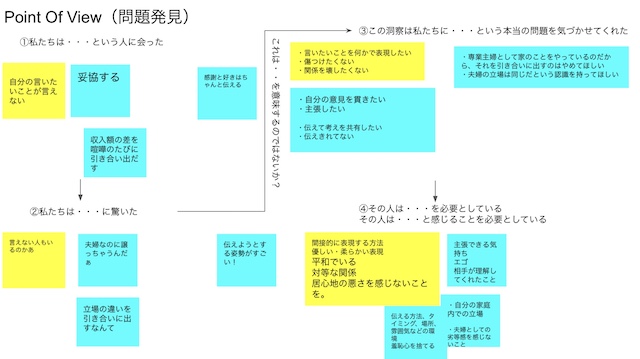 Point Of View（問題発見）
①私たちは・・・という人に会った
自分の言いた
いことが言え
ない
妥協する
感謝と好きはち
ゃんと伝える
収入額の差を
喧嘩のたびに
引き合い出だ
す
②私たちは・・・に驚いた
言えない人もい
るのかあ
夫婦なのに譲
っちゃうんだ
ぁ
伝えようとす
る姿勢がすご
い！
立場の違いを
引き合いに出
すなんて
これは・・を意味するのではないか？
③この洞察は私たちに・・・という本当の問題を気づかせてくれた
・言いたいことを何かで表現したい
・傷つけたくない
・関係を壊したくない
・自分の意見を貫きたい
・主張したい
・伝えて考えを共有したい
・伝えきれてない
・専業主婦として家のことをやっているのだか
ら、それを引き合いに出すのはやめてほしい
・夫婦の立場は同じだという認識を持ってほしい
④その人は・・・を必要としている
その人は・・・と感じることを必要としている
間接的に表現する方法
優しい・柔らかい表現
平和でいる
対等な関係
居心地の悪さを感じないこと
を。
主張できる気
持ち
エゴ
相手が理解し
てくれたこと
伝える方法、タ
イミング、場所、
雰囲気などの環
境
羞恥心を捨てる
・自分の家庭
内での立場
・夫婦としての
劣等感を感じな
いこと